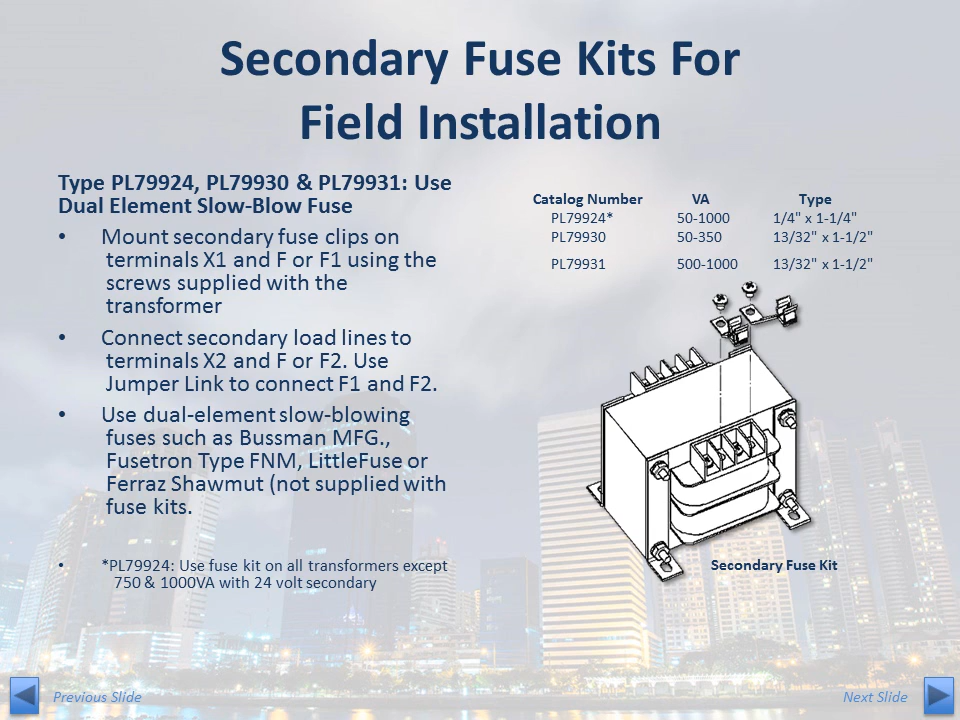 Secondary Fuse Kits For
Field Installation
Type PL79924, PL79930 & PL79931: Use
Dual Element Slow-Blow Fuse
• Mount secondary fuse clips on
terminals X1 and F or F1 using the
screws supplied with the
transformer
• Connect secondary load lines to
terminals X2 and F or F2. Use
Jumper Link to connect F1 and F2.
• Use dual-element slow-blowing
fuses such as Bussman MFG.,
Fusetron Type FNM, LittleFuse or
Ferraz Shawmut (not supplied with
fuse kits.
• *PL79924: Use fuse kit on all transformers except
750 & 1000VA with 24 volt secondary
Catalog Number VA Type
PL79924* 50-1000 1/4" x 1-1/4"
PL79930 50-350 13/32" x 1-1/2"
PL79931 500-1000 13/32" x 1-1/2"
Secondary Fuse Kit
Previous Slide
Next Slide